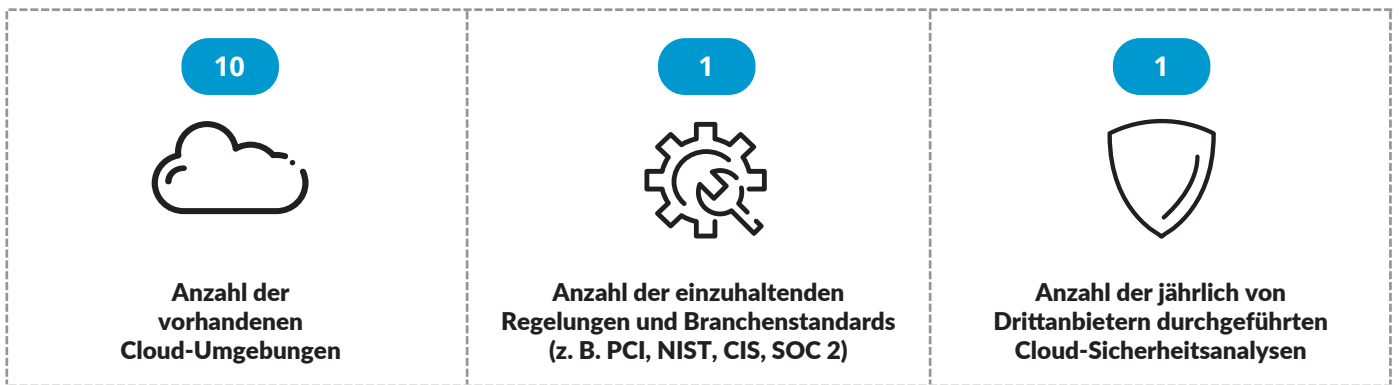 10
Anzahl der
vorhandenen
Cloud-Umgebungen
1
Anzahl der einzuhaltenden
Regelungen und Branchenstandards
(z. B. PCI, NIST, CIS, SOC 2)
1
Anzahl der jährlich von
Drittanbietern durchgeführten
Cloud-Sicherheitsanalysen